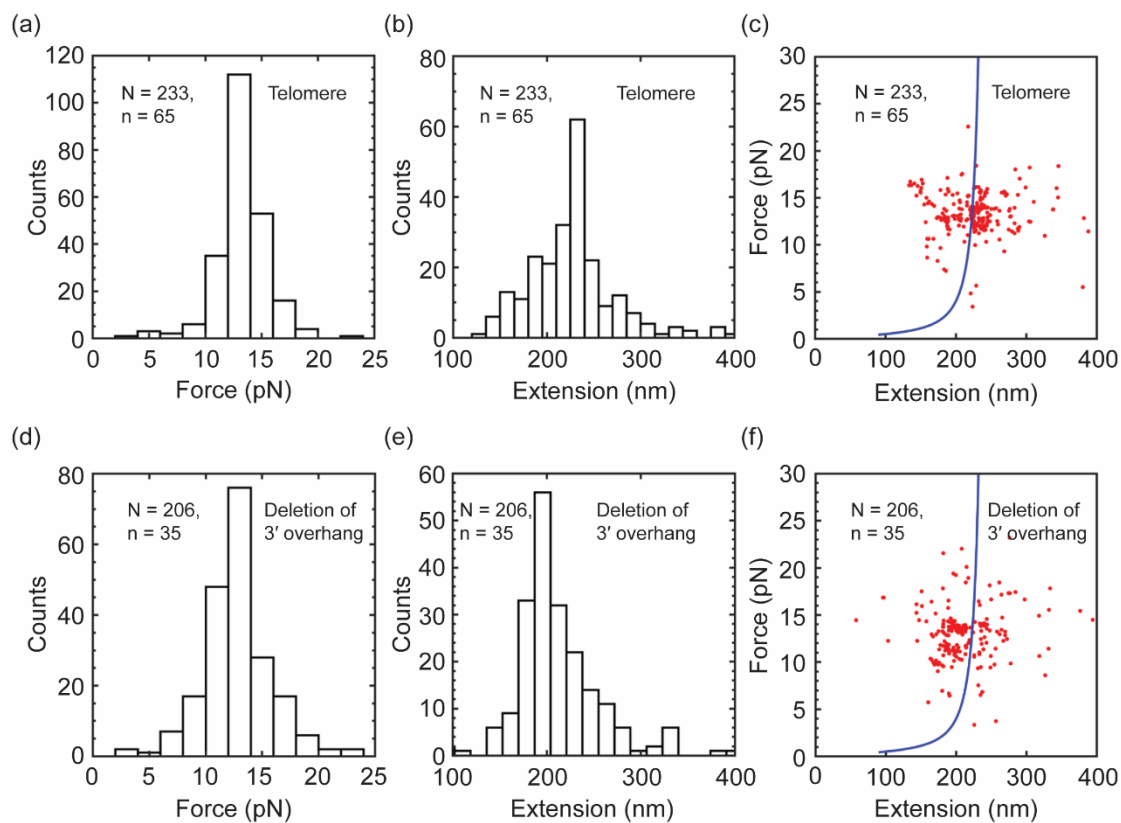 (a)
120
100
80
60
40
20
0
Counts
N = 233,
n = 65
Telomere
0 5 10 15 20 25
Force (pN)
(b)
80
60
40
20
0
Counts
N = 233,
n = 65
Telomere
100 200 300 400
Extension (nm)
(c)
30
25
20
15
10
5
0
Force (pN)
N = 233,
n = 65
Telomere
0 100 200 300 400
Extension (nm)
(d)
80
60
40
20
0
Counts
N = 206,
n = 35
Deletion of
3′ overhang
0 5 10 15 20 25
Force (pN)
(e)
60
50
40
30
20
10
0
Counts
N = 206,
n = 35
Deletion of
3′ overhang
100 200 300 400
Extension (nm)
(f)
30
25
20
15
10
5
0
Force (pN)
N = 206,
n = 35
Deletion of
3′ overhang
0 100 200 300 400
Extension (nm)